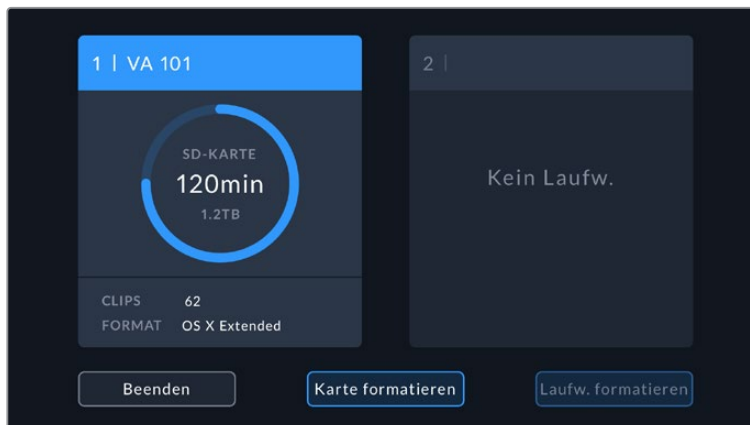 1 | VA 101
SD-KARTE
120min
1.2TB
CLIPS 62
FORMAT OS X Extended
2 |
Kein Laufw.
Beenden
Karte formatieren
Laufw. formatieren